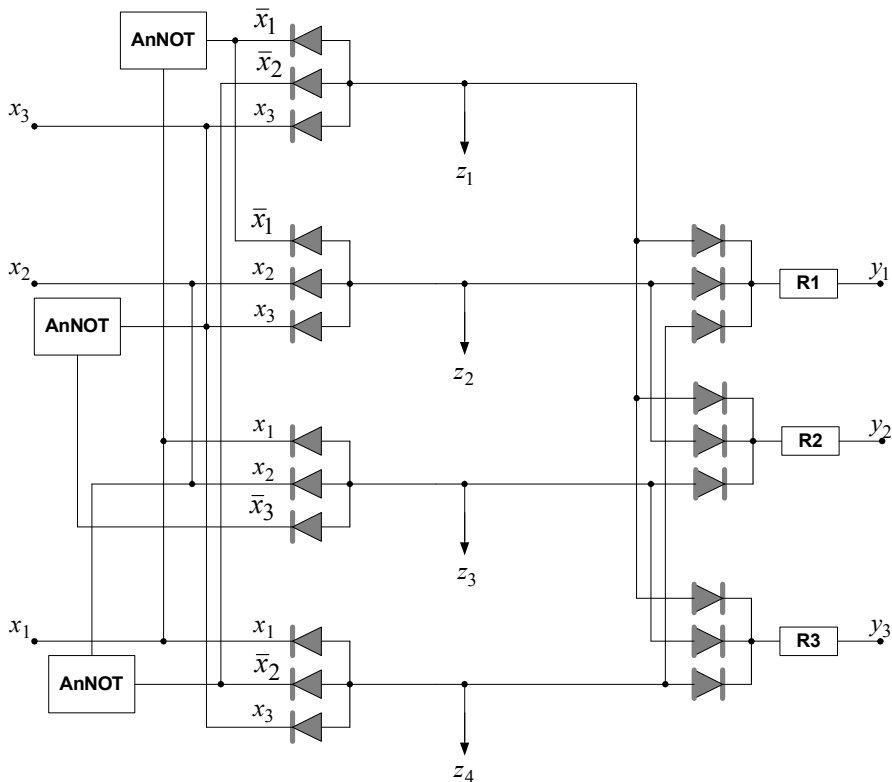 AnNOT
x̄₁
x̄₂
x₃
x₃
z₁
x̄₁
x₂
x₂
x₃
AnNOT
z₂
R1
y₁
x₁
x₂
x̄₃
z₃
R2
y₂
x₁
x₁
x̄₂
x₃
AnNOT
z₄
R3
y₃